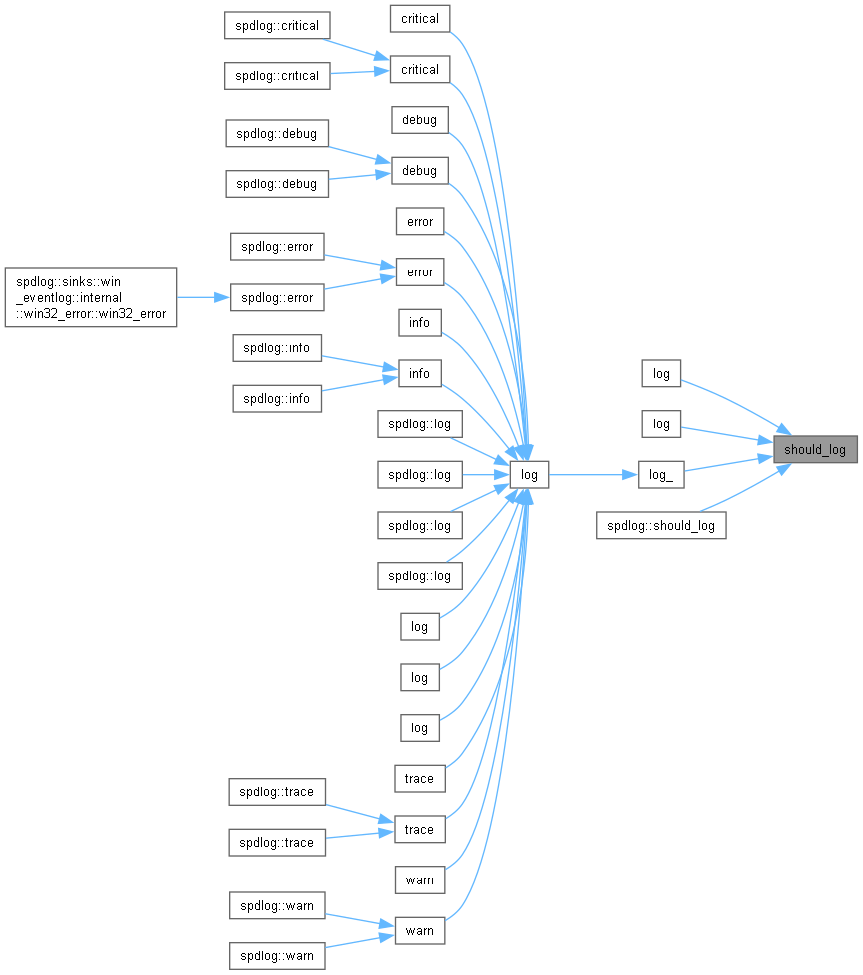 critical
spdlog::critical
critical
spdlog::critical
debug
spdlog::debug
debug
spdlog::debug
error
spdlog::error
error
spdlog::sinks::win
_eventlog::internal
::win32_error::win32_error
spdlog::error
info
spdlog::info
info
spdlog::info
spdlog::log
spdlog::log
spdlog::log
spdlog::log
log
log
log
log
log
log
log_
should_log
spdlog::should_log
trace
spdlog::trace
trace
spdlog::trace
warn
spdlog::warn
warn
spdlog::warn